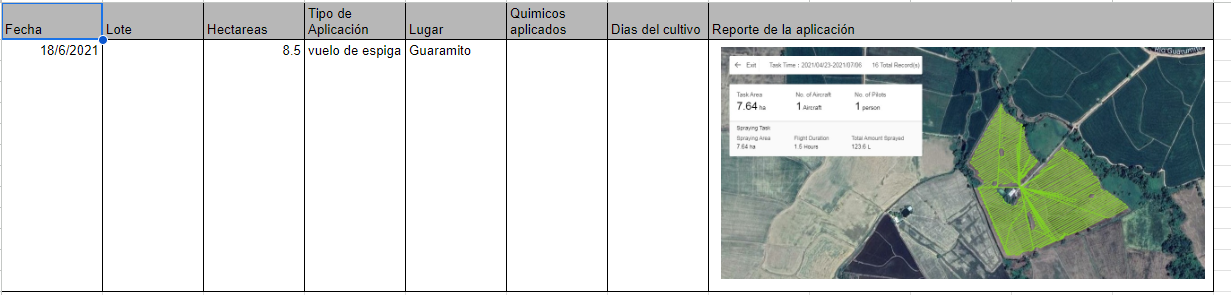 Fecha
Lote
Hectareas
Tipo de
Aplicación
Lugar
Quimicos
aplicados
Dias del cultivo
Reporte de la aplicación
18/6/2021
8.5
vuelo de espiga
Guaramito
← Exit Task Time : 2021/04/23-2021/07/06 16 Total Record(s)
Task Area No. of Aircraft No. of Pilots
7.64 ha 1 Aircraft 1 person
Spraying Task
Spraying Area Flight Duration Total Amount Sprayed
7.64 ha 1.5 Hours 123.6 L